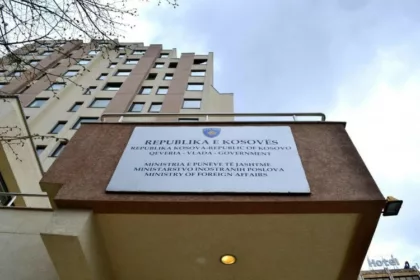 REPUBLIKA E KOSOVËS
REPUBLIKA KOSOVA-REPUBLIC OF KOSOVO
QEVERIA - VLADA - GOVERNMENT
MINISTRIA E PUNËVE TË JASHTME
MINISTARSTVO INOSTRANIH POSLOVA
MINISTRY OF FOREIGN AFFAIRS
Hotel